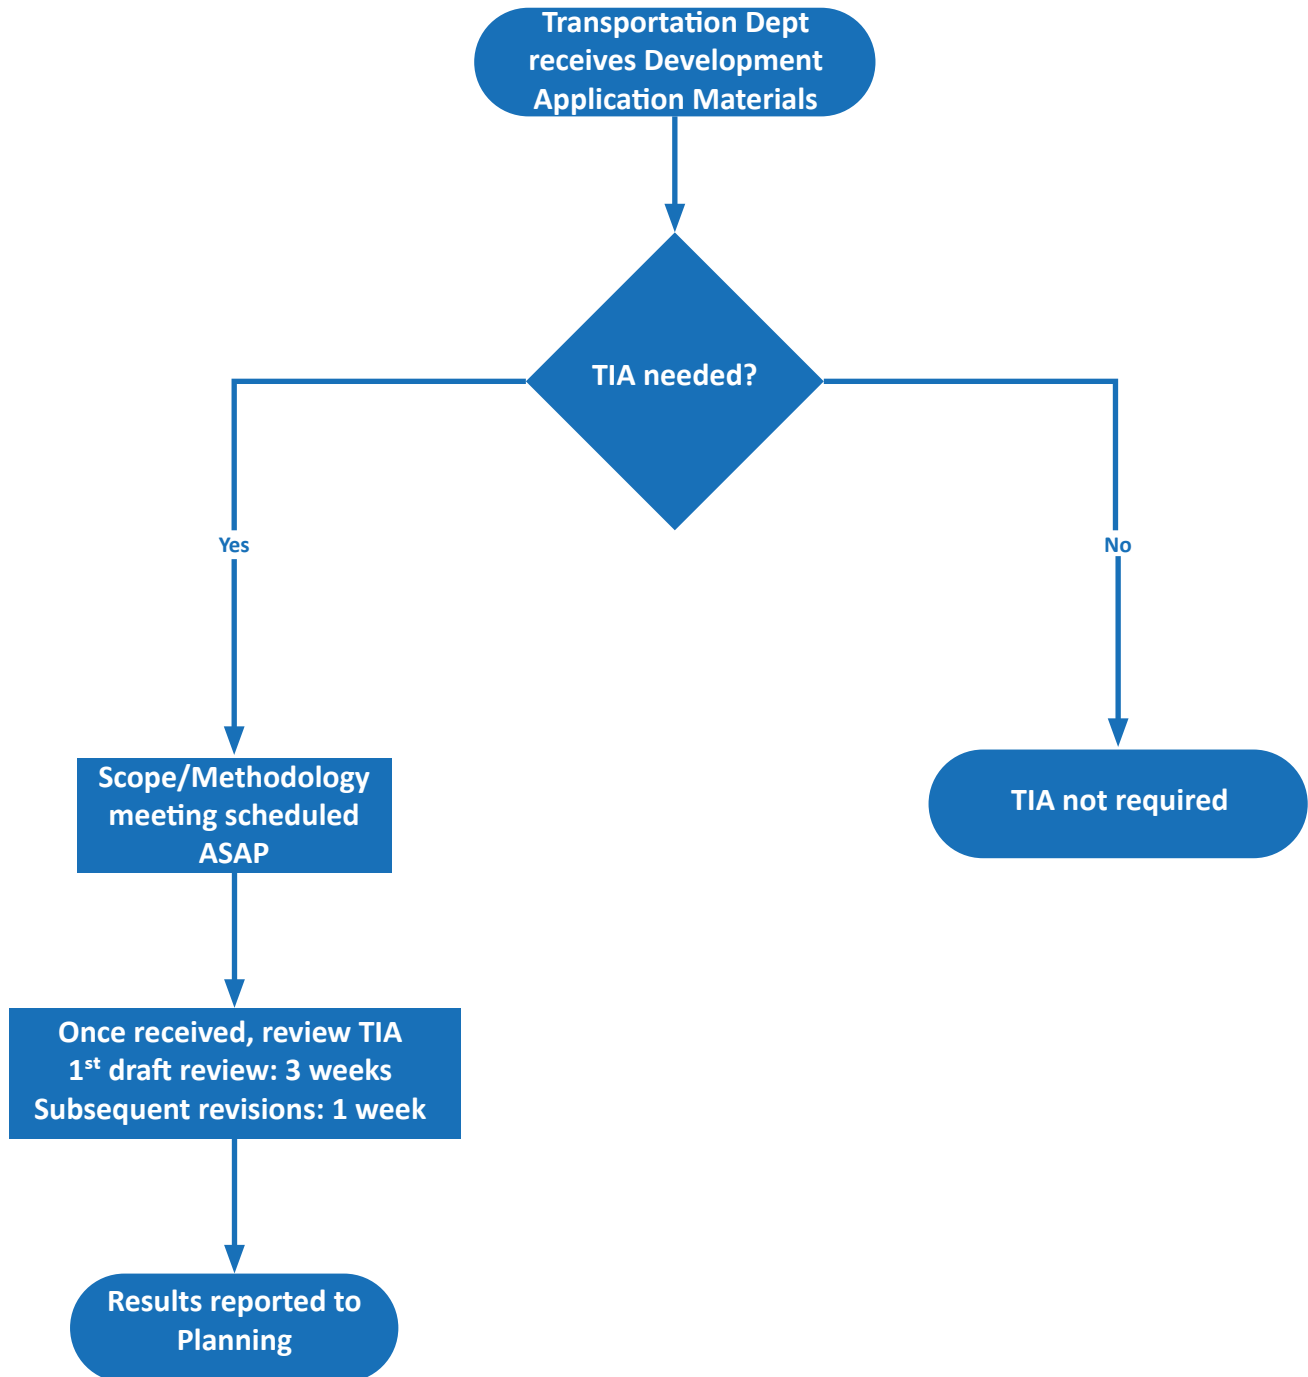 Transportation Dept
receives Development
Application Materials
TIA needed?
Yes
No
Scope/Methodology
meeting scheduled
ASAP
TIA not required
Once received, review TIA
1st draft review: 3 weeks
Subsequent revisions: 1 week
Results reported to
Planning